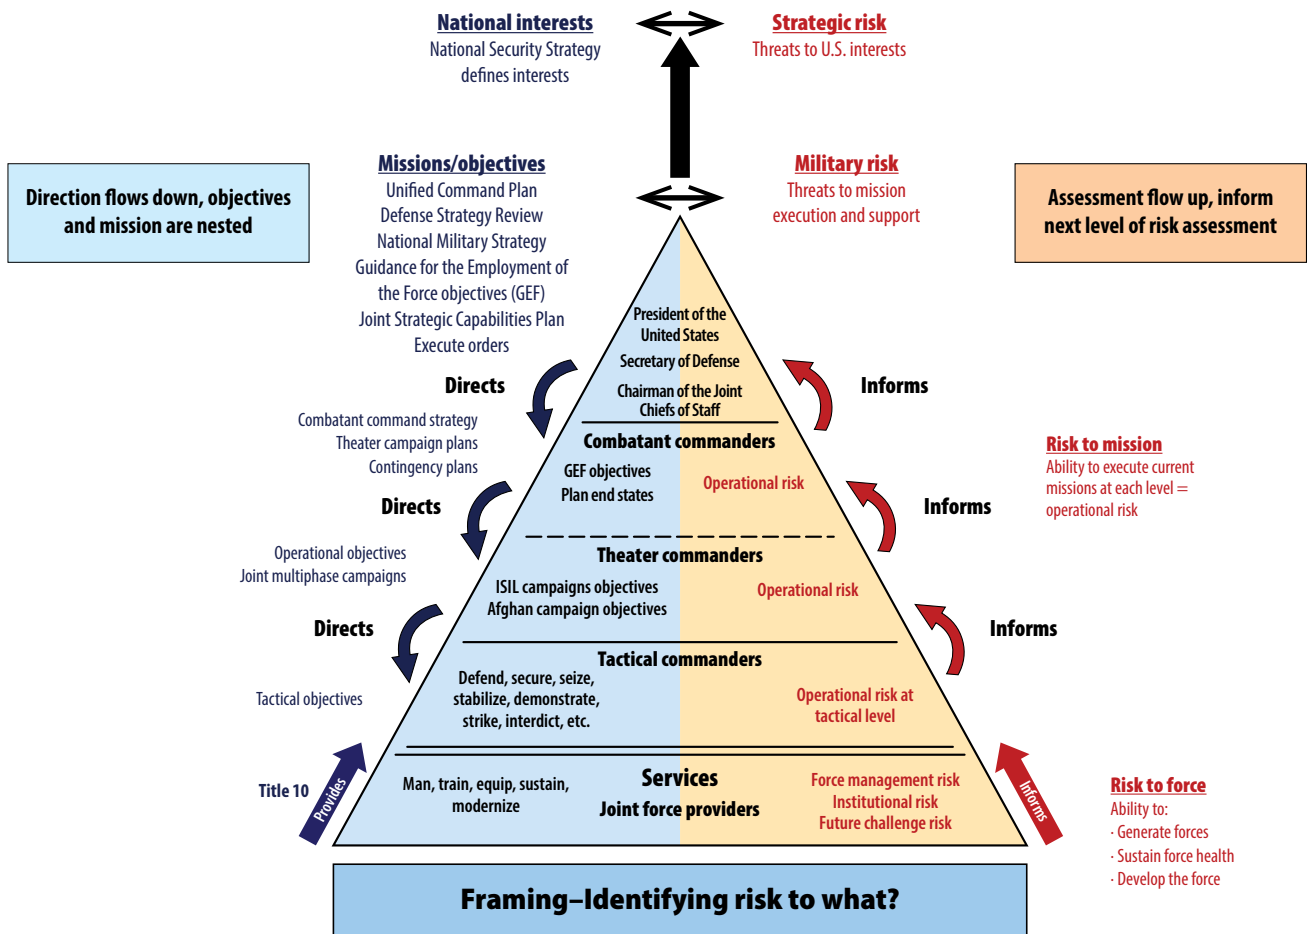 National interests
National Security Strategy
defines interests
Strategic risk
Threats to U.S. interests
Direction flows down, objectives
and mission are nested
Missions/objectives
Unified Command Plan
Defense Strategy Review
National Military Strategy
Guidance for the Employment of
the Force objectives (GEF)
Joint Strategic Capabilities Plan
Execute orders
Military risk
Threats to mission
execution and support
Assessment flow up, inform
next level of risk assessment
President of the
United States
Secretary of Defense
Chairman of the Joint
Chiefs of Staff
Directs
Informs
Combatant command strategy
Theater campaign plans
Contingency plans
Combatant commanders
GEF objectives
Plan end states
Operational risk
Directs
Informs
Risk to mission
Ability to execute current
missions at each level =
operational risk
Operational objectives
Joint multiphase campaigns
Theater commanders
ISIL campaigns objectives
Afghan campaign objectives
Operational risk
Directs
Informs
Tactical objectives
Tactical commanders
Defend, secure, seize,
stabilize, demonstrate,
strike, interdict, etc.
Operational risk at
tactical level
Title 10
Provides
Man, train, equip, sustain,
modernize
Services
Joint force providers
Force management risk
Institutional risk
Future challenge risk
Informs
Risk to force
Ability to:
· Generate forces
· Sustain force health
· Develop the force
Framing–Identifying risk to what?